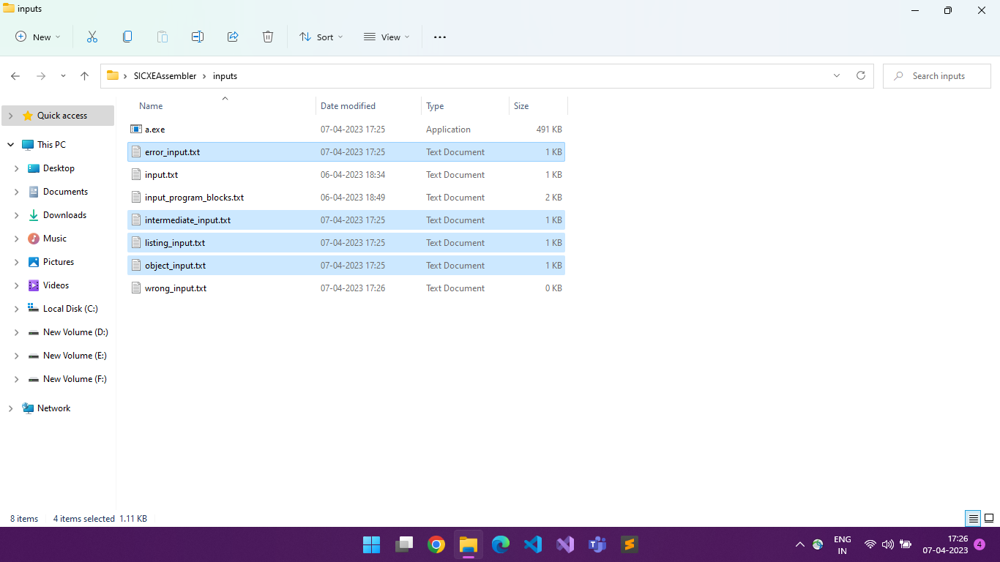 inputs
New
Sort
View
SICXEAssembler inputs
Search inputs
Name Date modified Type Size
Quick access
This PC
Desktop
Documents
Downloads
Music
Pictures
Videos
Local Disk (C:)
New Volume (D:)
New Volume (E:)
New Volume (F:)
Network
a.exe 07-04-2023 17:25 Application 491 KB
error_input.txt 07-04-2023 17:25 Text Document 1 KB
input.txt 06-04-2023 18:34 Text Document 1 KB
input_program_blocks.txt 06-04-2023 18:49 Text Document 2 KB
intermediate_input.txt 07-04-2023 17:25 Text Document 1 KB
listing_input.txt 07-04-2023 17:25 Text Document 1 KB
object_input.txt 07-04-2023 17:25 Text Document 1 KB
wrong_input.txt 07-04-2023 17:26 Text Document 0 KB
8 items 4 items selected 1.11 KB
ENG
IN
17:26
07-04-2023
4